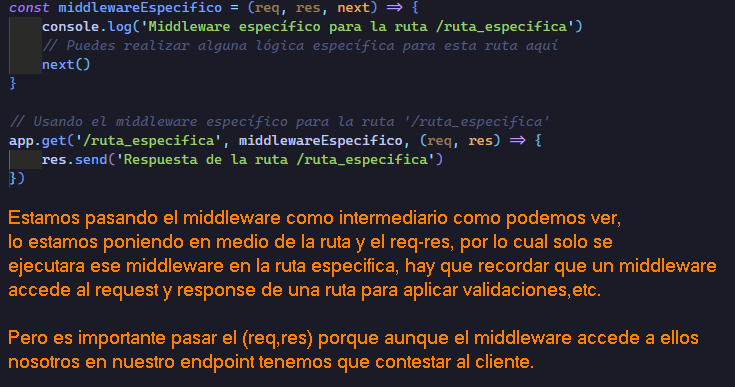 const middlewareEspecifico = (req, res, next) => {
console.log('Middleware específico para la ruta /ruta_especifica')
// Puedes realizar alguna lógica específica para esta ruta aquí
next()
}
// Usando el middleware específico para la ruta '/ruta_especifica'
app.get('/ruta_especifica', middlewareEspecifico, (req, res) => {
res.send('Respuesta de la ruta /ruta_especifica')
})
Estamos pasando el middleware como intermediario como podemos ver,
lo estamos poniendo en medio de la ruta y el req-res, por lo cual solo se
ejecutara ese middleware en la ruta especifica, hay que recordar que un middleware
accede al request y response de una ruta para aplicar validaciones,etc.
Pero es importante pasar el (req,res) porque aunque el middleware accede a ellos
nosotros en nuestro endpoint tenemos que contestar al cliente.